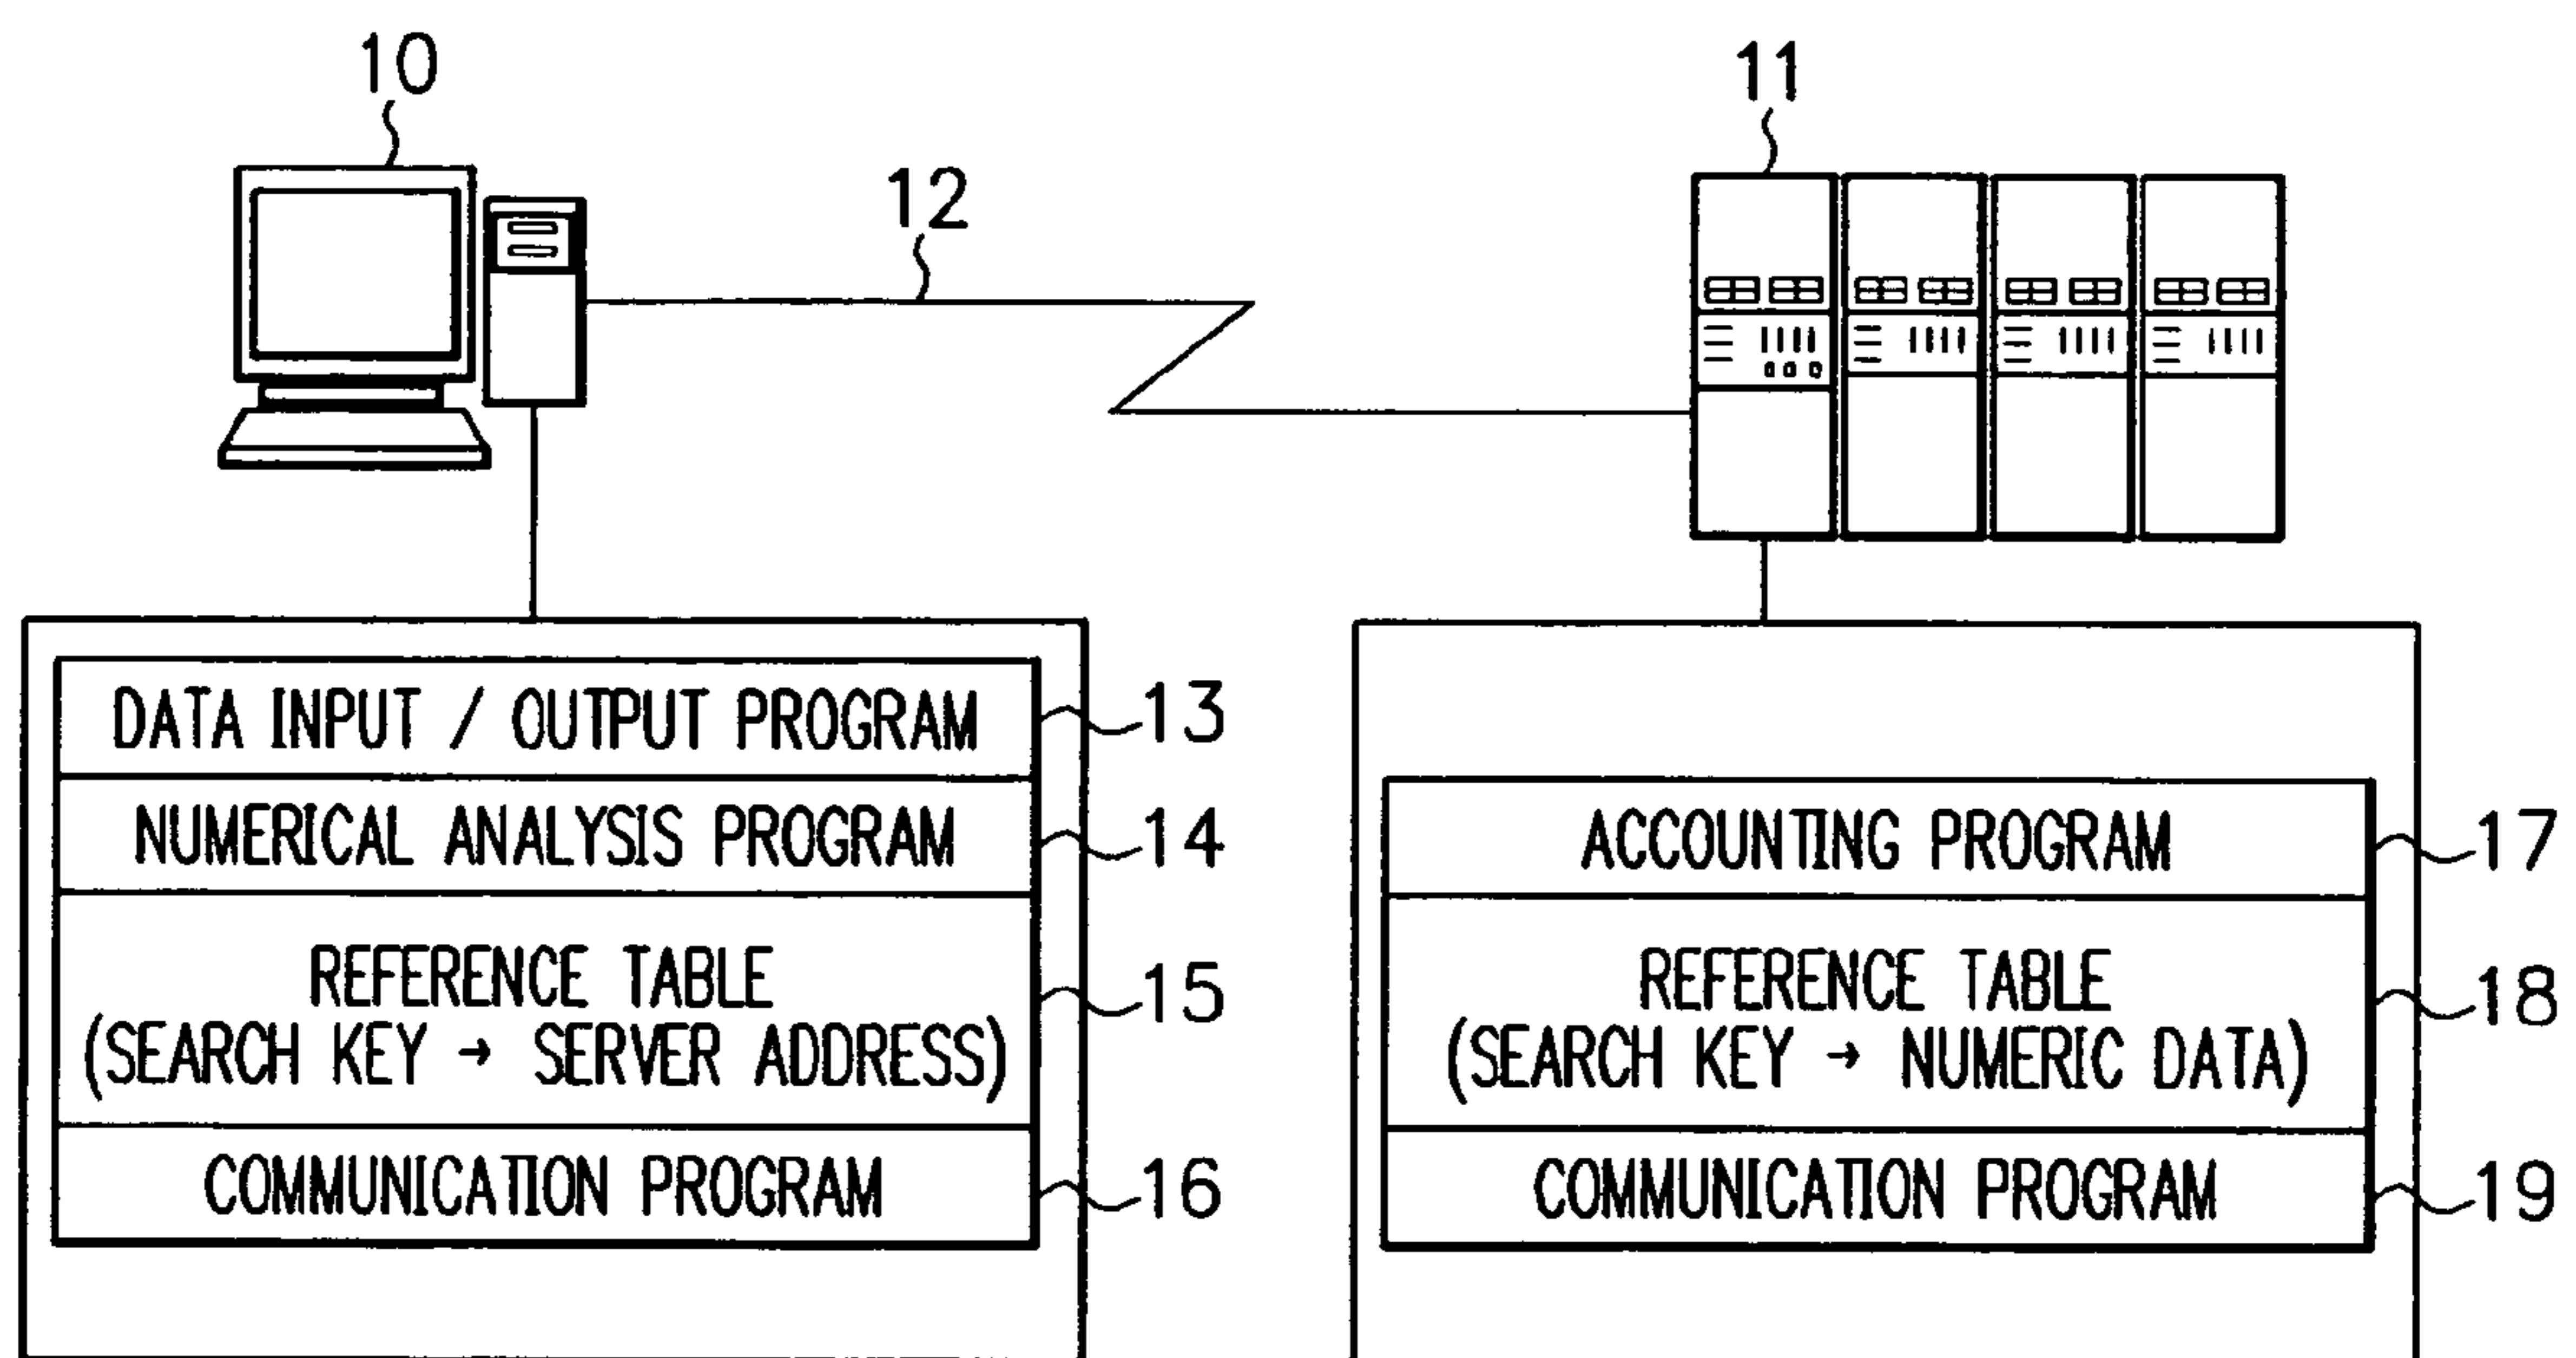 10
11
12
DATA INPUT / OUTPUT PROGRAM
13
NUMERICAL ANALYSIS PROGRAM
14
REFERENCE TABLE
(SEARCH KEY → SERVER ADDRESS)
15
COMMUNICATION PROGRAM
16
ACCOUNTING PROGRAM
17
REFERENCE TABLE
(SEARCH KEY → NUMERIC DATA)
18
COMMUNICATION PROGRAM
19